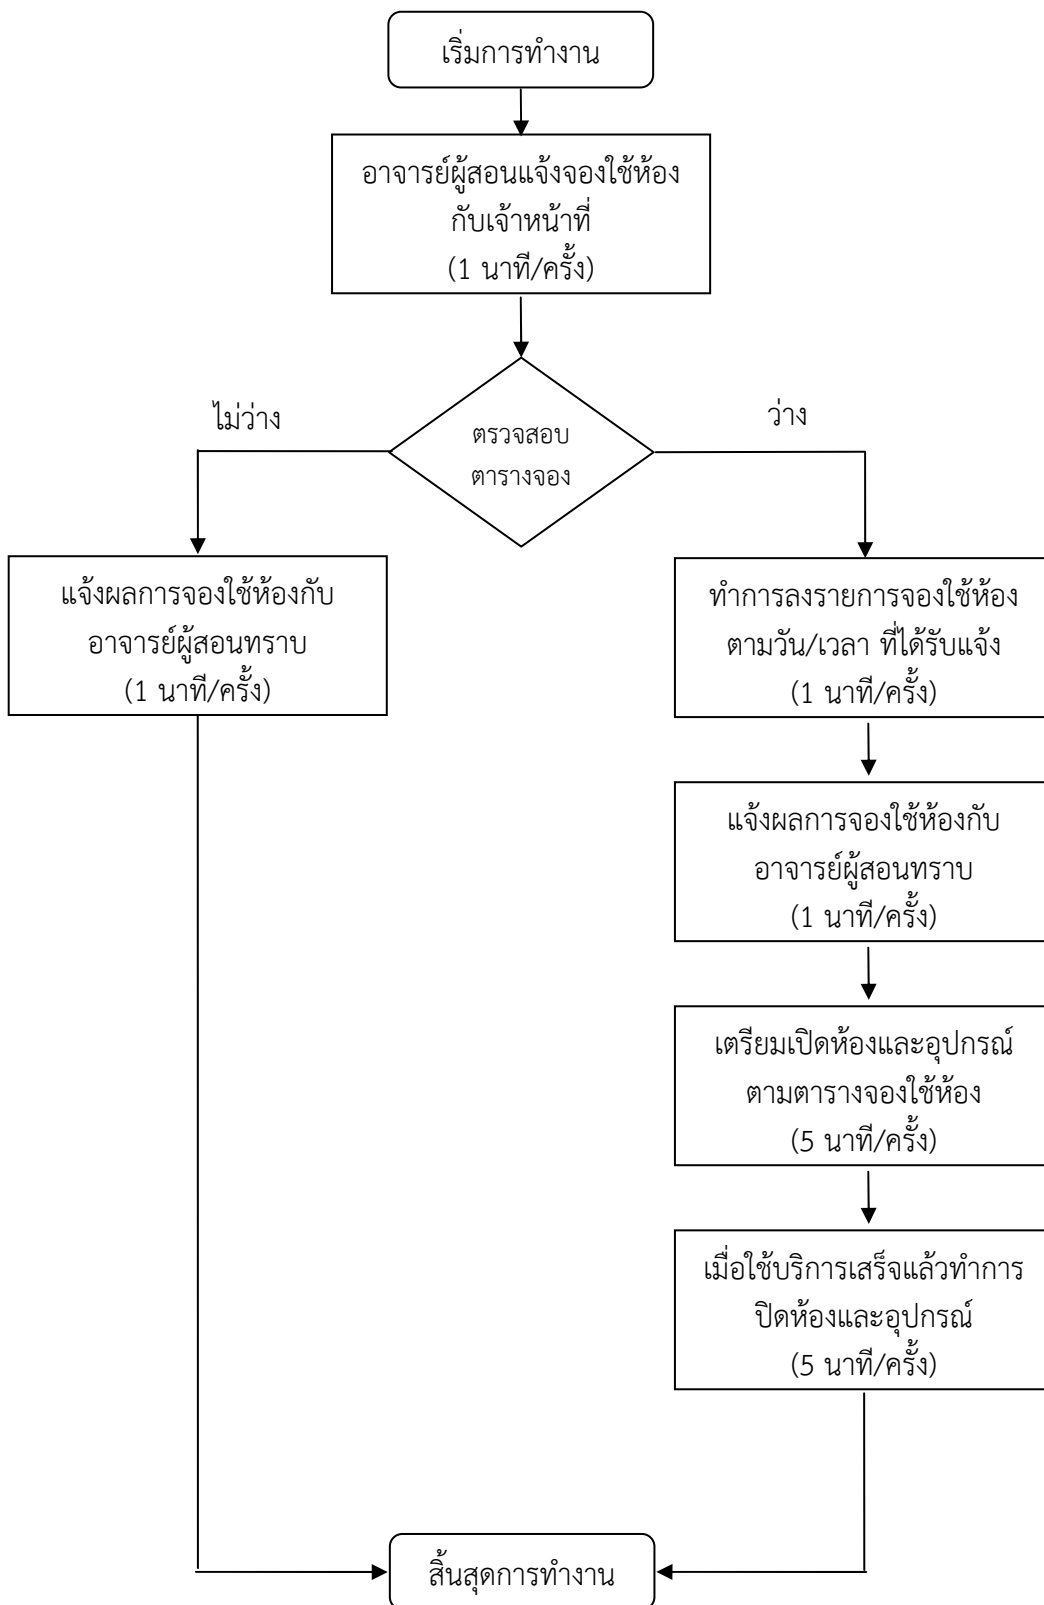 เริ่มการทำงาน
อาจารย์ผู้สอนแจ้งจองใช้ห้อง
กับเจ้าหน้าที่
(1 นาที/ครั้ง)
ตรวจสอบ
ตารางจอง
ไม่ว่าง
ว่าง
แจ้งผลการจองใช้ห้องกับ
อาจารย์ผู้สอนทราบ
(1 นาที/ครั้ง)
ทำการลงรายการจองใช้ห้อง
ตามวัน/เวลา ที่ได้รับแจ้ง
(1 นาที/ครั้ง)
แจ้งผลการจองใช้ห้องกับ
อาจารย์ผู้สอนทราบ
(1 นาที/ครั้ง)
เตรียมเปิดห้องและอุปกรณ์
ตามตารางจองใช้ห้อง
(5 นาที/ครั้ง)
เมื่อใช้บริการเสร็จแล้วทำการ
ปิดห้องและอุปกรณ์
(5 นาที/ครั้ง)
สิ้นสุดการทำงาน